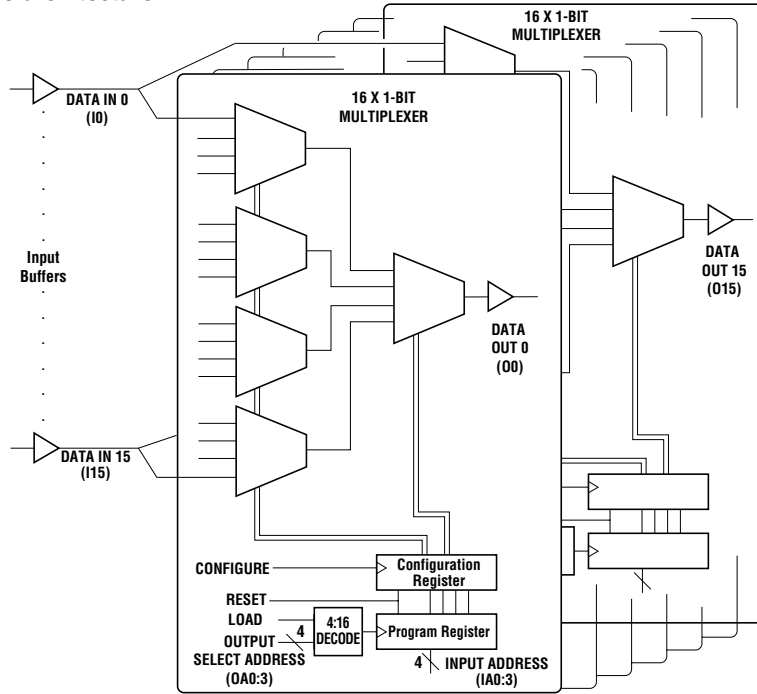 16 X 1-BIT
MULTIPLEXER
DATA IN 0
(I0)
16 X 1-BIT
MULTIPLEXER
Input
Buffers
DATA
OUT 15
(O15)
DATA
OUT 0
(O0)
DATA IN 15
(I15)
CONFIGURE
Configuration
Register
RESET
LOAD
OUTPUT
4
SELECT ADDRESS
(OA0:3)
4:16
DECODE
Program Register
4
INPUT ADDRESS
(IA0:3)